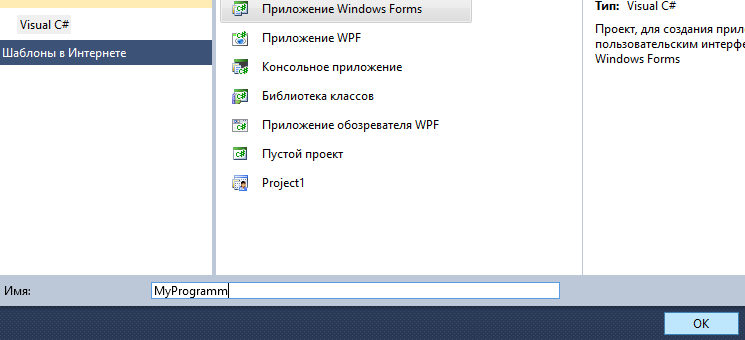 Visual C#
Шаблоны в Интернете
Приложение Windows Forms
Приложение WPF
Консольное приложение
Библиотека классов
Приложение обозревателя WPF
Пустой проект
Project1
Тип: Visual C#
Проект, для создания прил
пользовательским интерфе
Windows Forms
Имя:
MyProgramm
OK